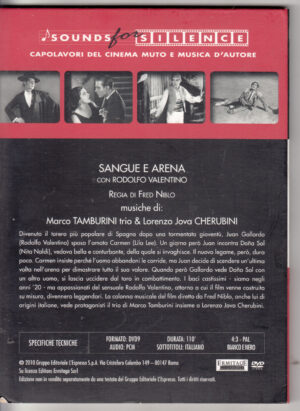 SOUNDS for SILENCE
CAPOLAVORI DEL CINEMA MUTO E MUSICA D'AUTORE
SANGUE E ARENA
CON RODOLFO VALENTINO
REGIA DI FRED NIBLO
musiche di:
Marco TAMBURINI trio & Lorenzo Jova CHERUBINI
Divenuto il torero più popolare di Spagna dopo una tormentata gioventù, Juan Gallardo
(Rodolfo Valentino) sposa l'amata Carmen (Lila Lee). Un giorno però Juan incontra Doña Sol
(Nita Naldi), vedova bella e conturbante, della quale si invaghisce. Il nuovo legame, però, dura
poco. Carmen insiste perché l'uomo abbandoni le corride, ma Juan decide di scendere un'ultima
volta nell'arena per dimostrare tutto il suo valore. Quando però Gallardo vede Doña Sol con
un altro uomo, si lascia uccidere dal toro in combattimento. I baci castissimi - siamo negli
anni '20 - ma appassionati del sensuale Rodolfo Valentino, attorno a cui il film venne costruito su
misura, divennero leggendari. La colonna musicale del film diretto da Fred Niblo, anche lui di
origini italiane, vede protagonisti il trio di Marco Tamburini insieme a Lorenzo Jova Cherubini.
SPECIFICHE TECNICHE
FORMATO: DVD9
AUDIO: PCM
DURATA: 110'
SOTTOTITOLI: ITALIANO
4:3 - PAL
BIANCO E NERO
© 2010 Gruppo Editoriale L'Espresso S.p.A. Via Cristoforo Colombo 149 – 00147 Roma
Su licenza Editoni Ermitage Surl
Edizione non in vendita separatamente da una testata del Gruppo Editoriale L'Espresso. Tutti i diritti riservati.
ERMITAGE
DVD